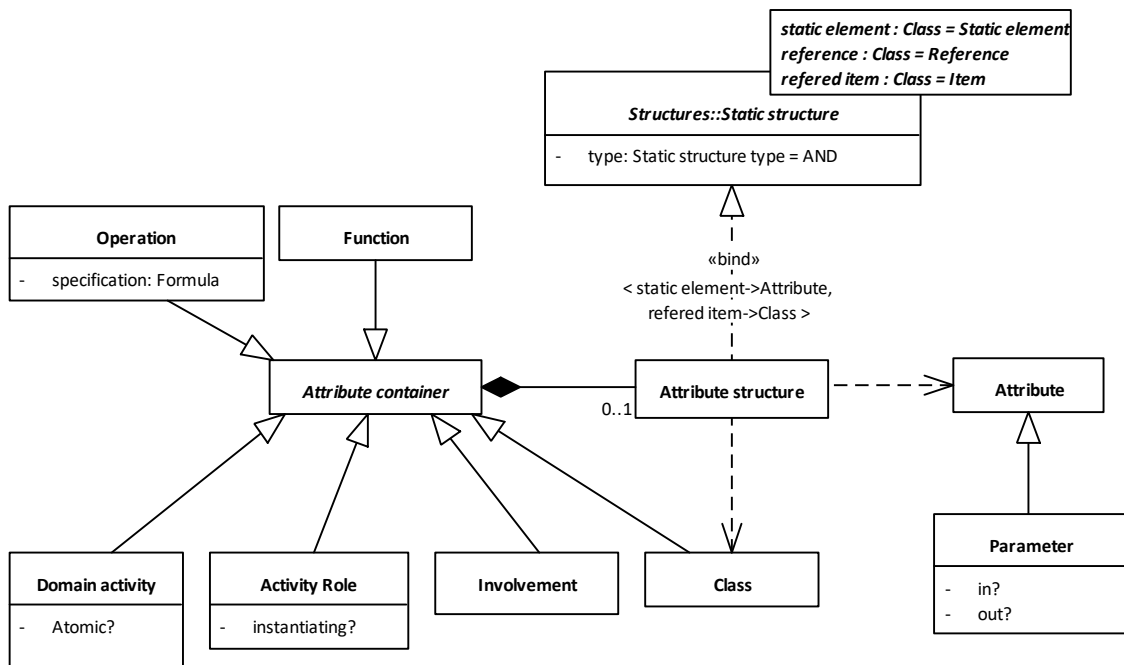 static element : Class = Static element
reference : Class = Reference
refered item : Class = Item
Structures::Static structure
- type: Static structure type = AND
Operation
- specification: Formula
Function
«bind»
< static element->Attribute,
refered item->Class >
Attribute container
0..1
Attribute structure
Attribute
Domain activity
- Atomic?
Activity Role
- instantiating?
Involvement
Class
Parameter
- in?
- out?